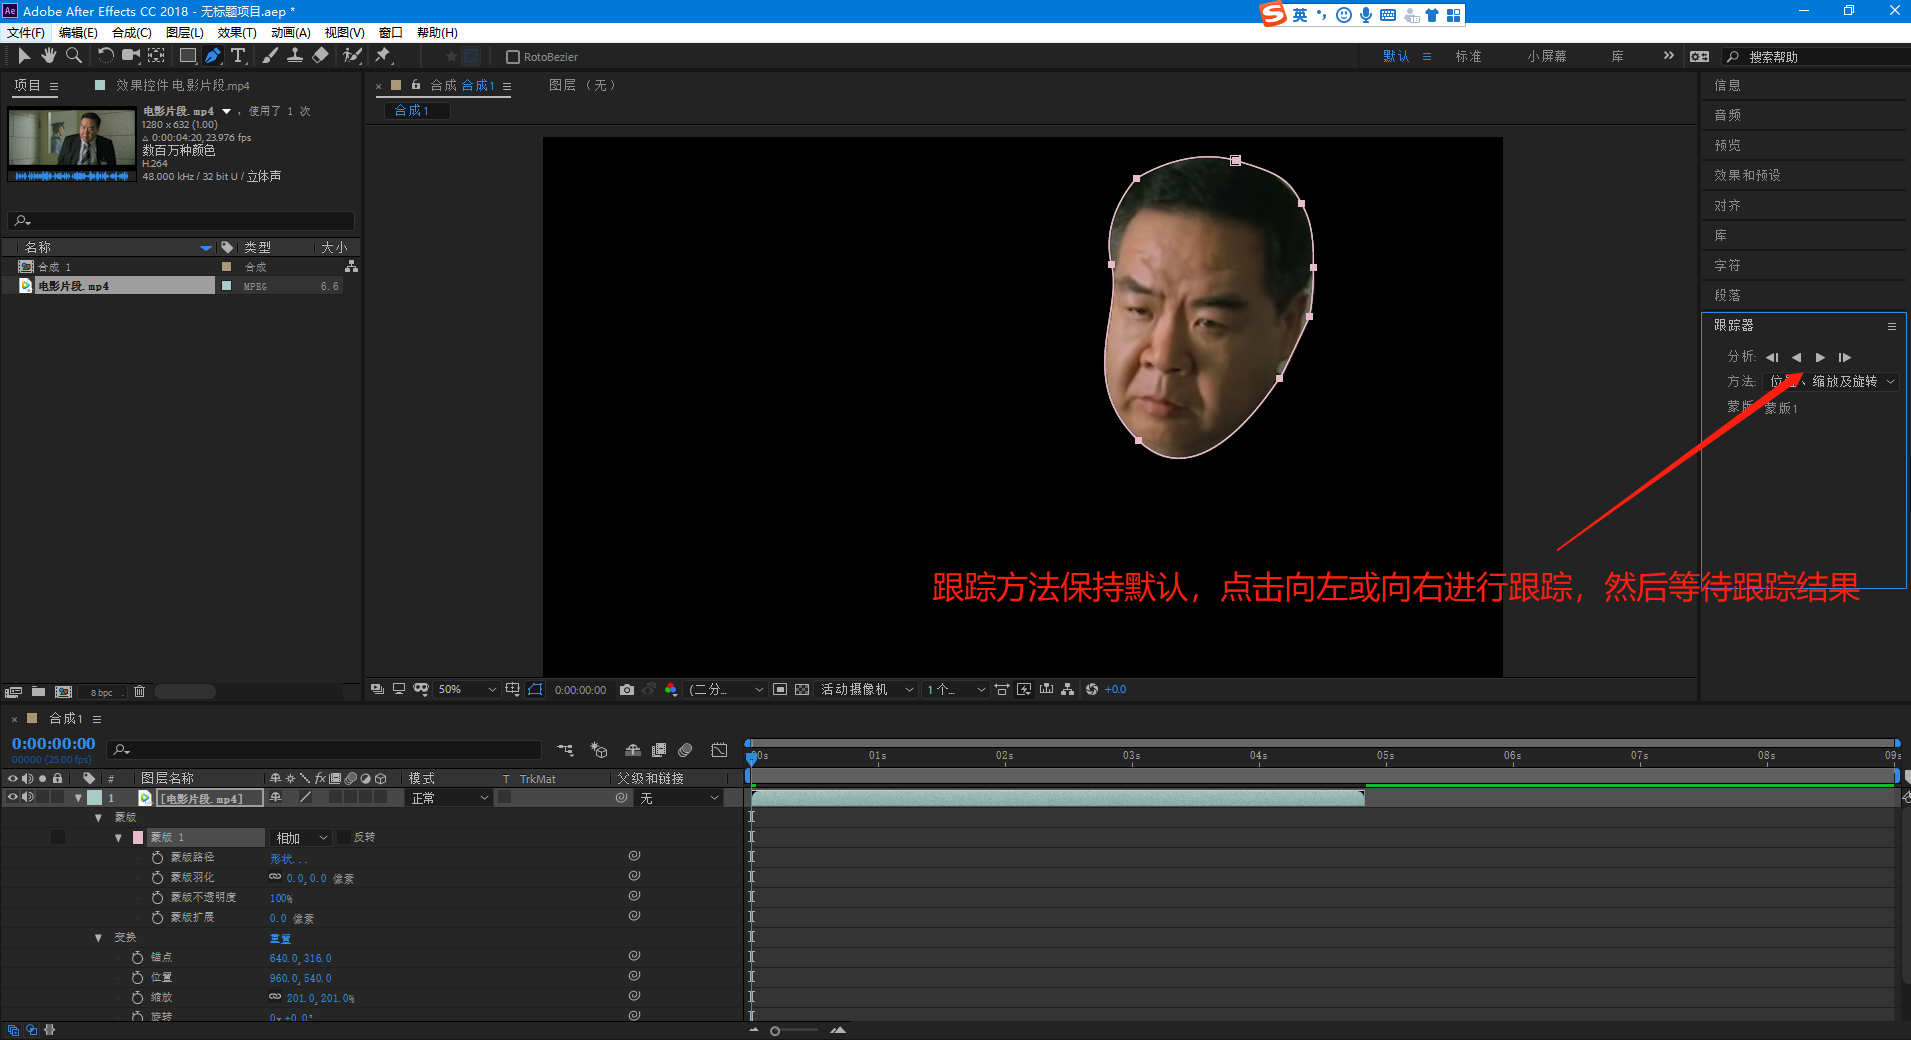 Ae Adobe After Effects CC 2018 - 无标题项目.aep *
英
文件(F) 编辑(E) 合成(C) 图层(L) 效果(T) 动画(A) 视图(V) 窗口 帮助(H)
RotoBezier
默认 标准 小屏幕 库 搜索帮助
项目 效果控件 电影片段.mp4
电影片段.mp4 , 使用了 1 次
1280 x 632 (1.00)
△ 0:00:04:20, 23.976 fps
数百万种颜色
H.264
48.000 kHz / 32 bit U / 立体声
名称 类型 大小
合成 1 合成
电影片段.mp4 MPEG 6.6
8 bpc
合成 合成1 图层 (无)
合成1
50% 0:00:00:00 (二分... 活动摄像机 1个... +0.0
信息
音频
预览
效果和预设
对齐
库
字符
段落
跟踪器
分析:
方法: 位置、缩放及旋转
蒙版 蒙版1
跟踪方法保持默认，点击向左或向右进行跟踪，然后等待跟踪结果
合成1
0:00:00:00
00000 (25.00 fps)
# 图层名称 fx 模式 T TrkMat 父级和链接
1 [电影片段.mp4] 正常 无
蒙版
蒙版 1 相加 反转
蒙版路径 形状...
蒙版羽化 0.0,0.0 像素
蒙版不透明度 100%
蒙版扩展 0.0 像素
变换 重置
锚点 640.0,316.0
位置 960.0,540.0
缩放 201.0,201.0%
旋转 0x+0.0°
00s 01s 02s 03s 04s 05s 06s 07s 08s 09s